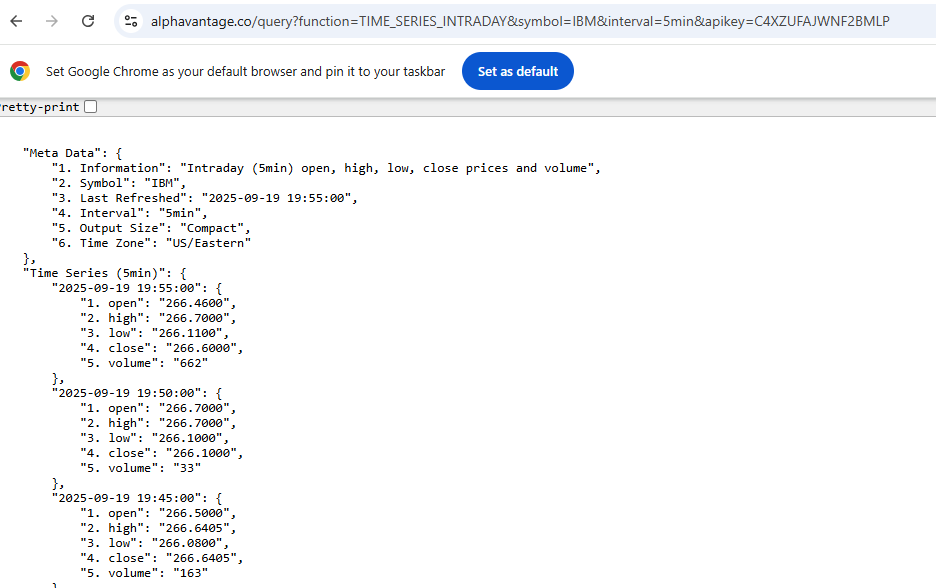 alphavantage.co/query?function=TIME_SERIES_INTRADAY&symbol=IBM&interval=5min&apikey=C4XZUFAJWNF2BMLP
Set Google Chrome as your default browser and pin it to your taskbar Set as default
retty-print
"Meta Data": {
"1. Information": "Intraday (5min) open, high, low, close prices and volume",
"2. Symbol": "IBM",
"3. Last Refreshed": "2025-09-19 19:55:00",
"4. Interval": "5min",
"5. Output Size": "Compact",
"6. Time Zone": "US/Eastern"
},
"Time Series (5min)": {
"2025-09-19 19:55:00": {
"1. open": "266.4600",
"2. high": "266.7000",
"3. low": "266.1100",
"4. close": "266.6000",
"5. volume": "662"
},
"2025-09-19 19:50:00": {
"1. open": "266.7000",
"2. high": "266.7000",
"3. low": "266.1000",
"4. close": "266.1000",
"5. volume": "33"
},
"2025-09-19 19:45:00": {
"1. open": "266.5000",
"2. high": "266.6405",
"3. low": "266.0800",
"4. close": "266.6405",
"5. volume": "163"